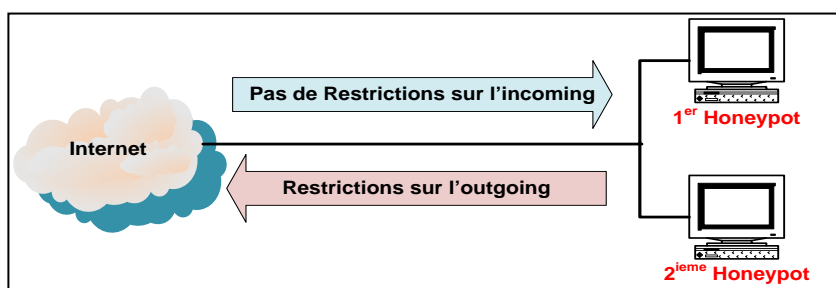 Pas de Restrictions sur l'incoming
1er Honeypot
Internet
Restrictions sur l'outgoing
2ieme Honeypot